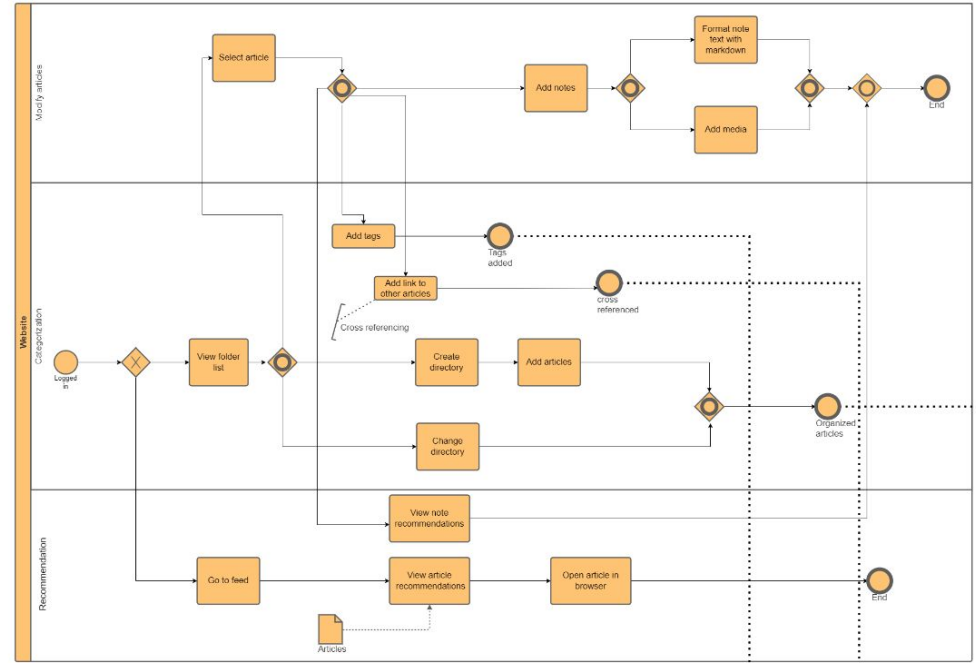 Website
Modify articles
Select article
Format note
text with
markdown
Add notes
Add media
End
Categorization
Add tags
Tags
added
Add link to
other articles
cross
referenced
Cross referencing
Logged
in
X
View folder
list
Create
directory
Add articles
Change
directory
Organized
articles
Recommendation
View note
recommendations
Go to feed
View article
recommendations
Open article in
browser
End
Articles